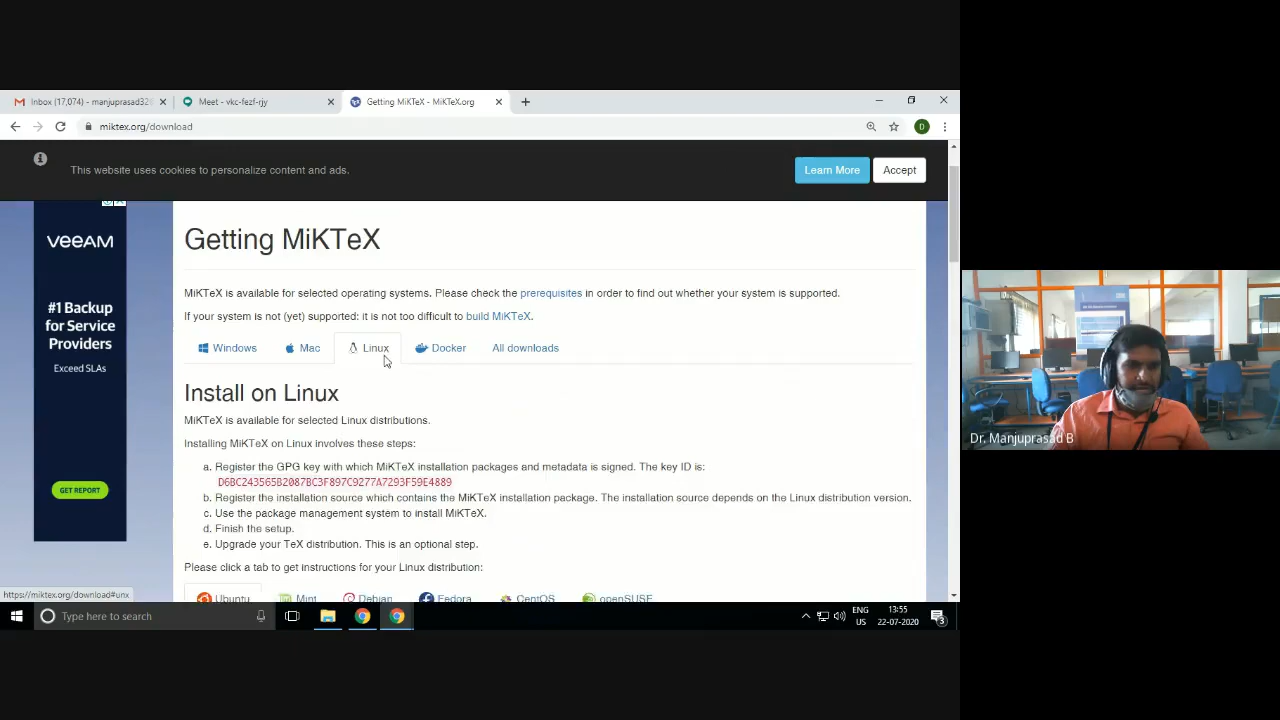 Inbox (17,074) - manjuprasad32
Meet - vkc-fezf-rjy
Getting MiKTeX - MiKTeX.org
miktex.org/download
D
This website uses cookies to personalize content and ads.
Learn More
Accept
Getting MiKTeX
MiKTeX is available for selected operating systems. Please check the prerequisites in order to find out whether your system is supported.
If your system is not (yet) supported: it is not too difficult to build MiKTeX.
Windows
Mac
Linux
Docker
All downloads
Install on Linux
MiKTeX is available for selected Linux distributions.
Installing MiKTeX on Linux involves these steps:
a. Register the GPG key with which MiKTeX installation packages and metadata is signed. The key ID is:
D6BC243565B2087BC3F897C9277A7293F59E4889
b. Register the installation source which contains the MiKTeX installation package. The installation source depends on the Linux distribution version.
c. Use the package management system to install MiKTeX.
d. Finish the setup.
e. Upgrade your TeX distribution. This is an optional step.
Please click a tab to get instructions for your Linux distribution:
Ubuntu
Mint
Debian
Fedora
CentOS
openSUSE
VEEAM
#1 Backup
for Service
Providers
Exceed SLAs
GET REPORT
https://miktex.org/download#unx
Type here to search
ENG
US
13:55
22-07-2020
3
Dr. Manjuprasad B